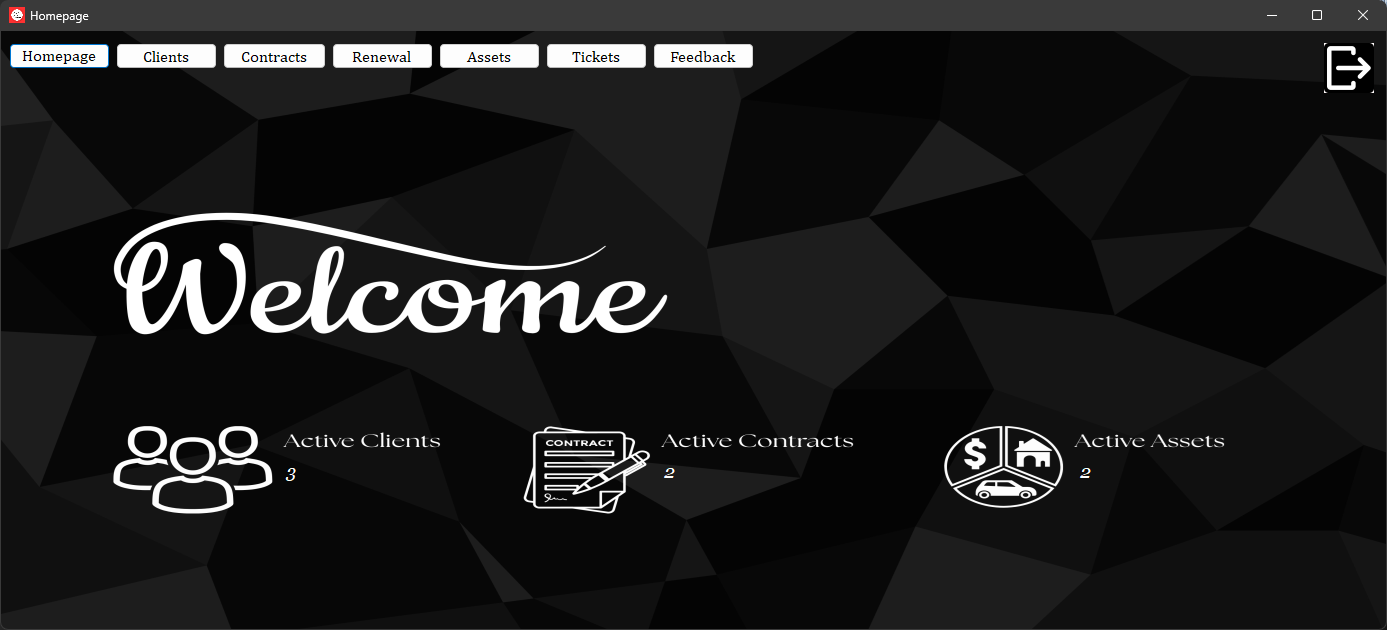 Homepage
Homepage Clients Contracts Renewal Assets Tickets Feedback
Welcome
Active Clients
3
CONTRACT
Active Contracts
2
$
Active Assets
2